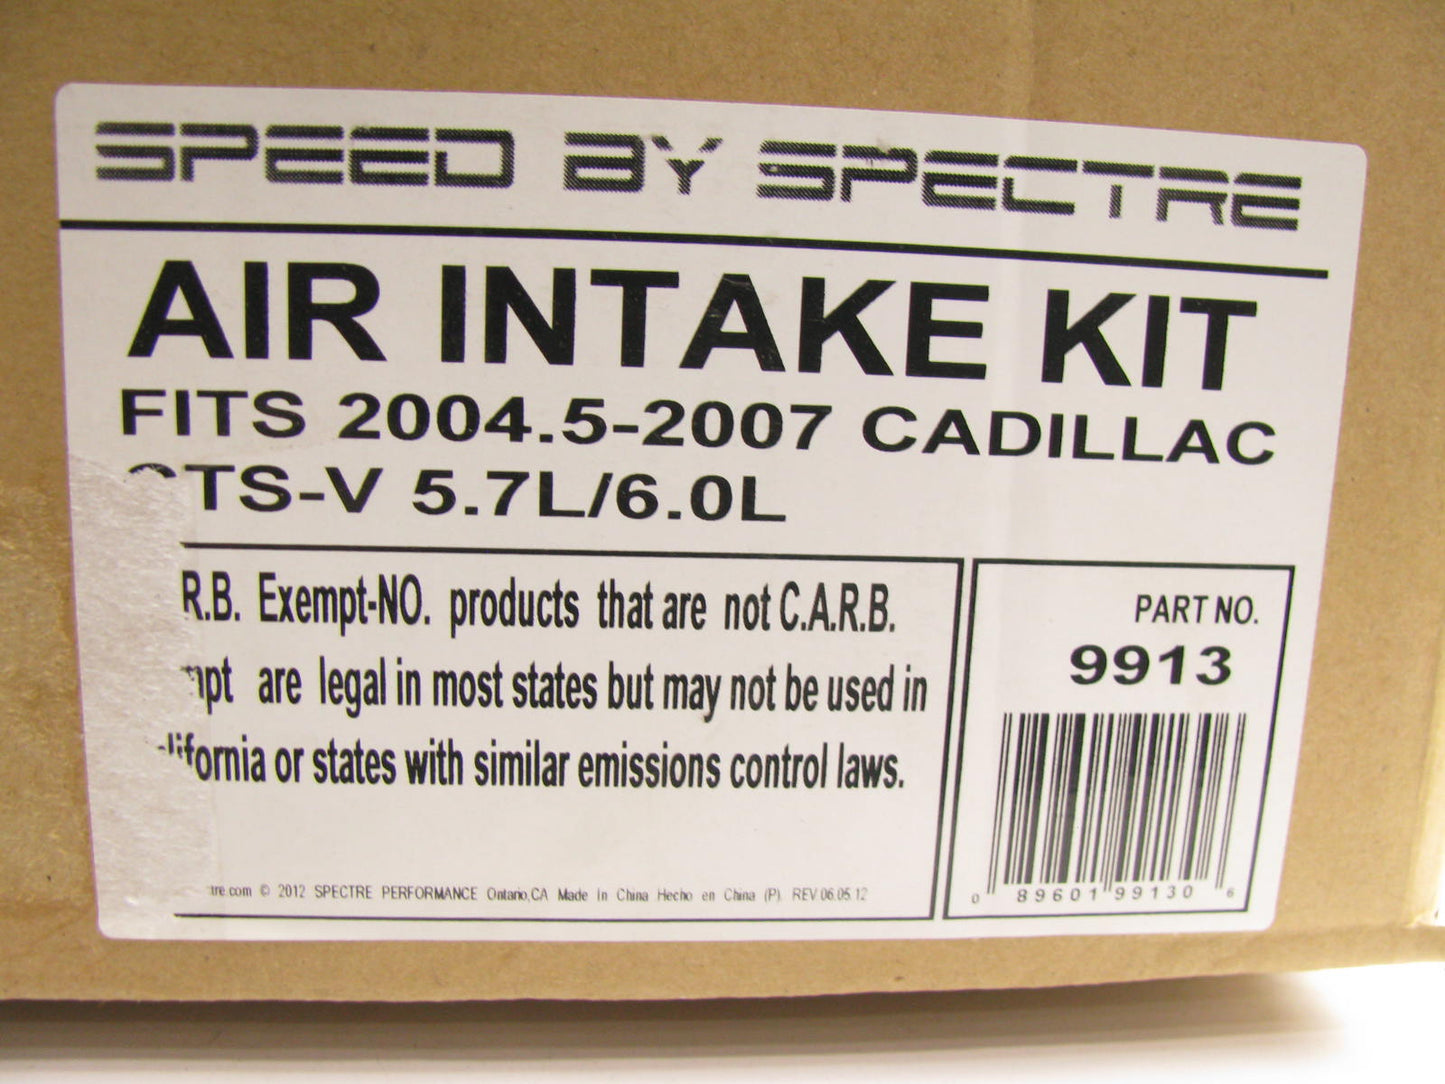 SPEED BY SPECTRE
AIR INTAKE KIT
FITS 2004.5-2007 CADILLAC
CTS-V 5.7L/6.0L
R.B. Exempt-NO. products that are not C.A.R.B.
mpt are legal in most states but may not be used in
lifornia or states with similar emissions control laws.
tre.com © 2012 SPECTRE PERFORMANCE Ontario,CA Made In China Hecho en China (P) REV 06.05.12
PART NO.
9913
0 89601 99130 6